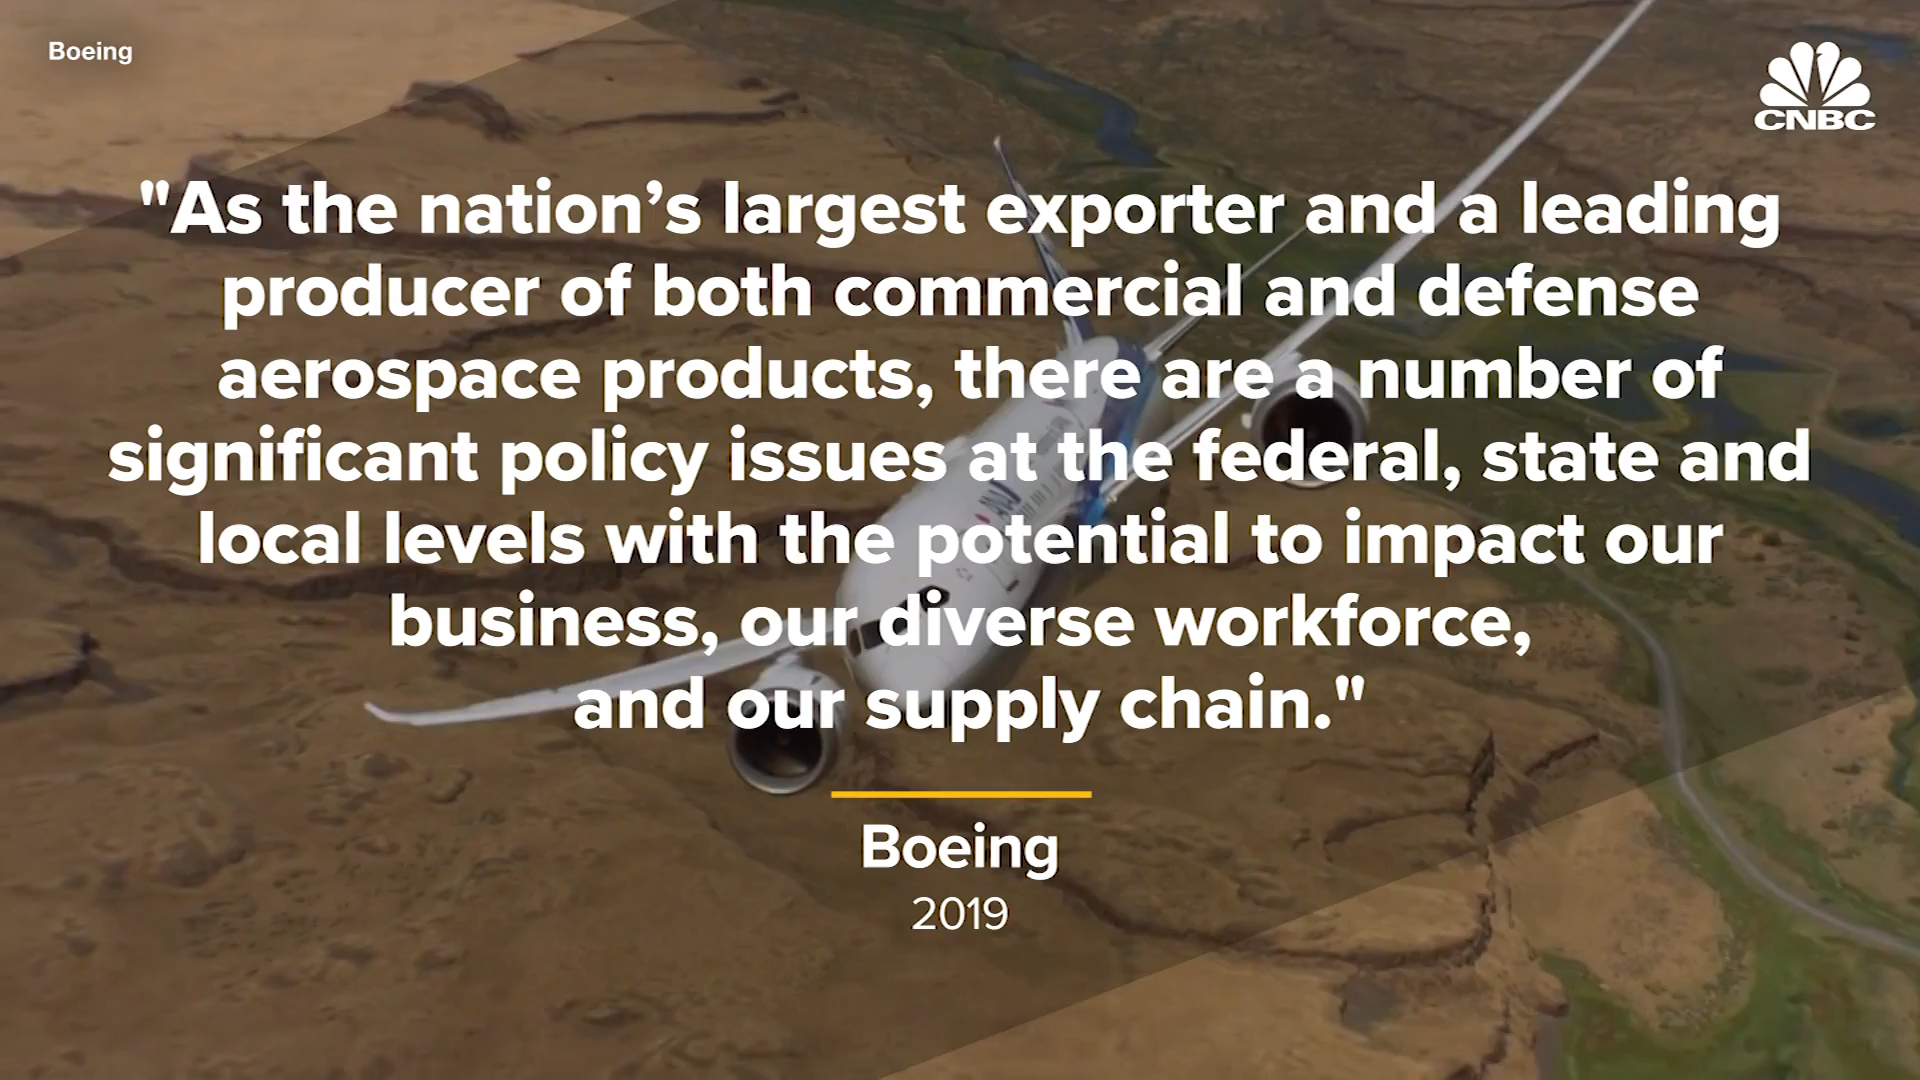 Boeing
CNBC
"As the nation’s largest exporter and a leading
producer of both commercial and defense
aerospace products, there are a number of
significant policy issues at the federal, state and
local levels with the potential to impact our
business, our diverse workforce,
and our supply chain."
Boeing
2019